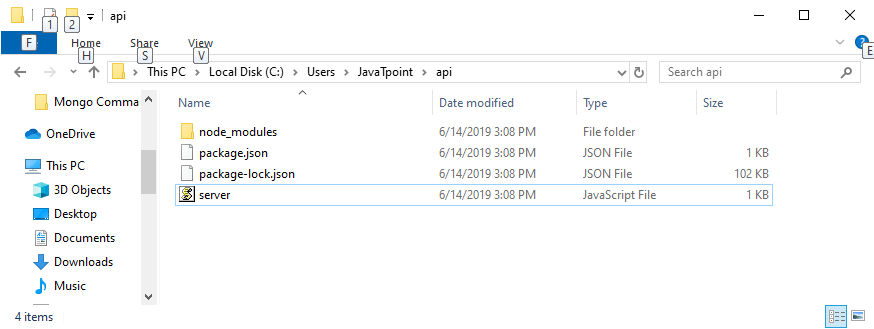 1 2 api
F Home Share View E
H S V
This PC Local Disk (C:) Users JavaTpoint api Search api
Mongo Comma Name Date modified Type Size
OneDrive node_modules 6/14/2019 3:08 PM File folder
package.json 6/14/2019 3:08 PM JSON File 1 KB
This PC package-lock.json 6/14/2019 3:08 PM JSON File 102 KB
3D Objects server 6/14/2019 3:08 PM JavaScript File 1 KB
Desktop
Documents
Downloads
Music
4 items